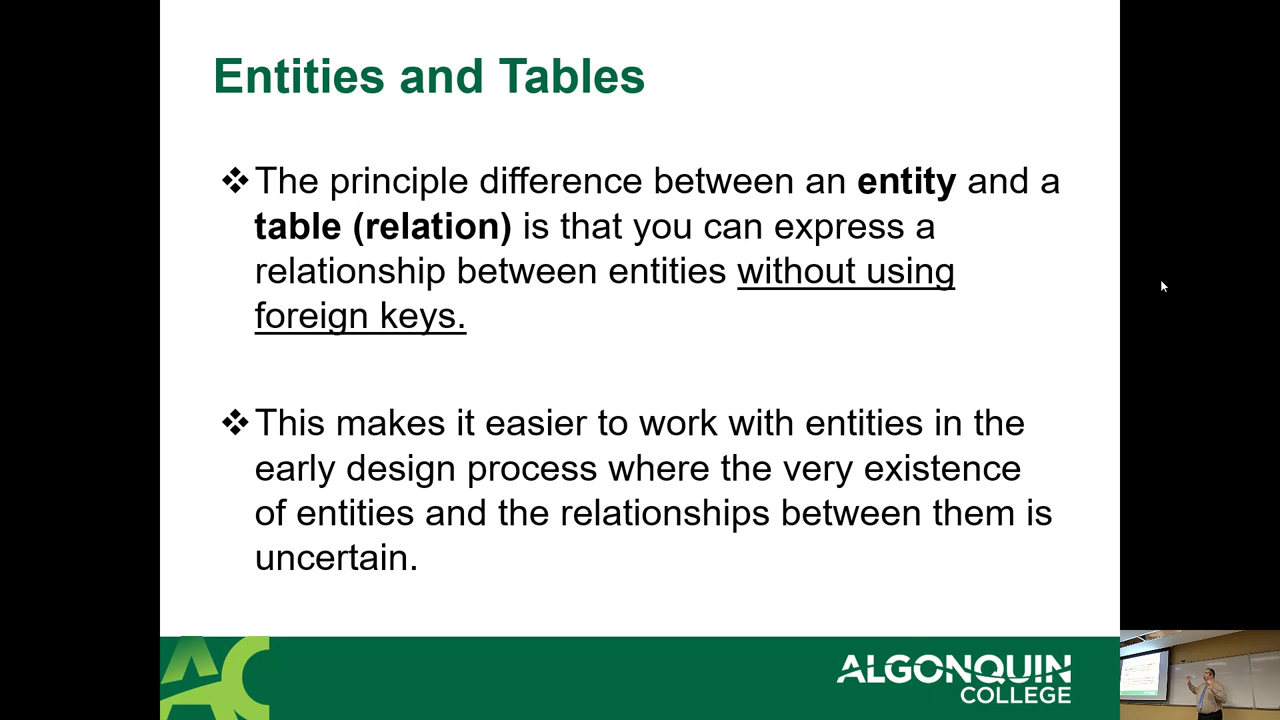 Entities and Tables
❖The principle difference between an entity and a
table (relation) is that you can express a
relationship between entities without using
foreign keys.
❖This makes it easier to work with entities in the
early design process where the very existence
of entities and the relationships between them is
uncertain.
AC
ALGONQUIN
COLLEGE